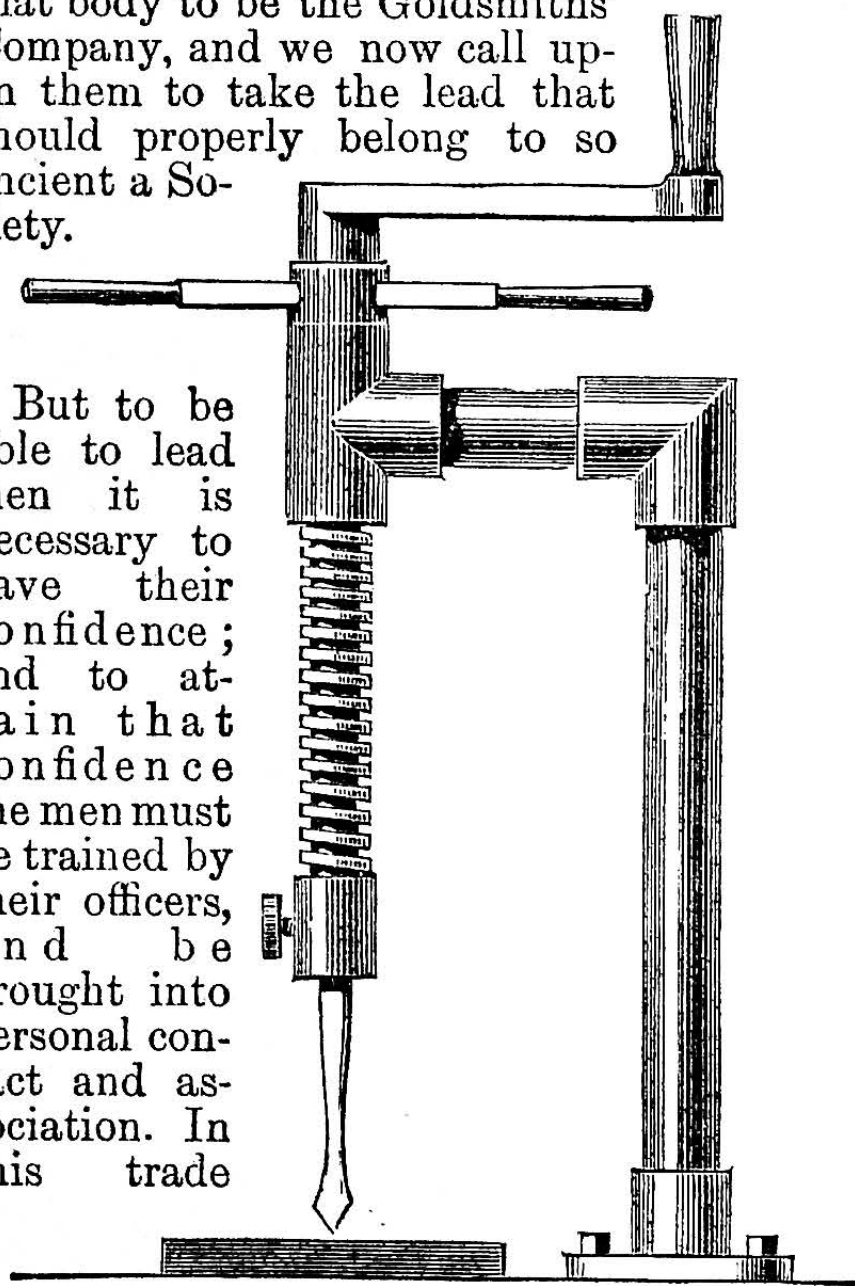 hat body to be the Goldsmiths
Company, and we now call up-
n them to take the lead that
hould properly belong to so
ncient a So-
iety.
But to be
ble to lead
en it is
ecessary to
ave their
onfidence;
nd to at-
ain that
onfidence
he men must
e trained by
heir officers,
nd be
rought into
ersonal con-
act and as-
ociation. In
his trade